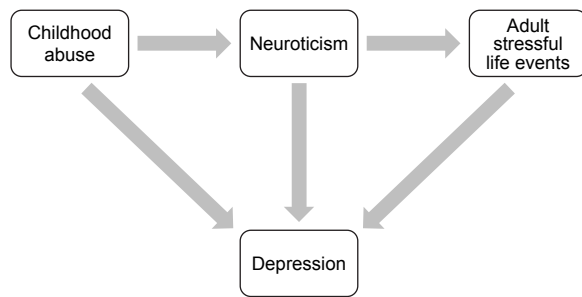 Childhood
abuse
Neuroticism
Adult
stressful
life events
Depression